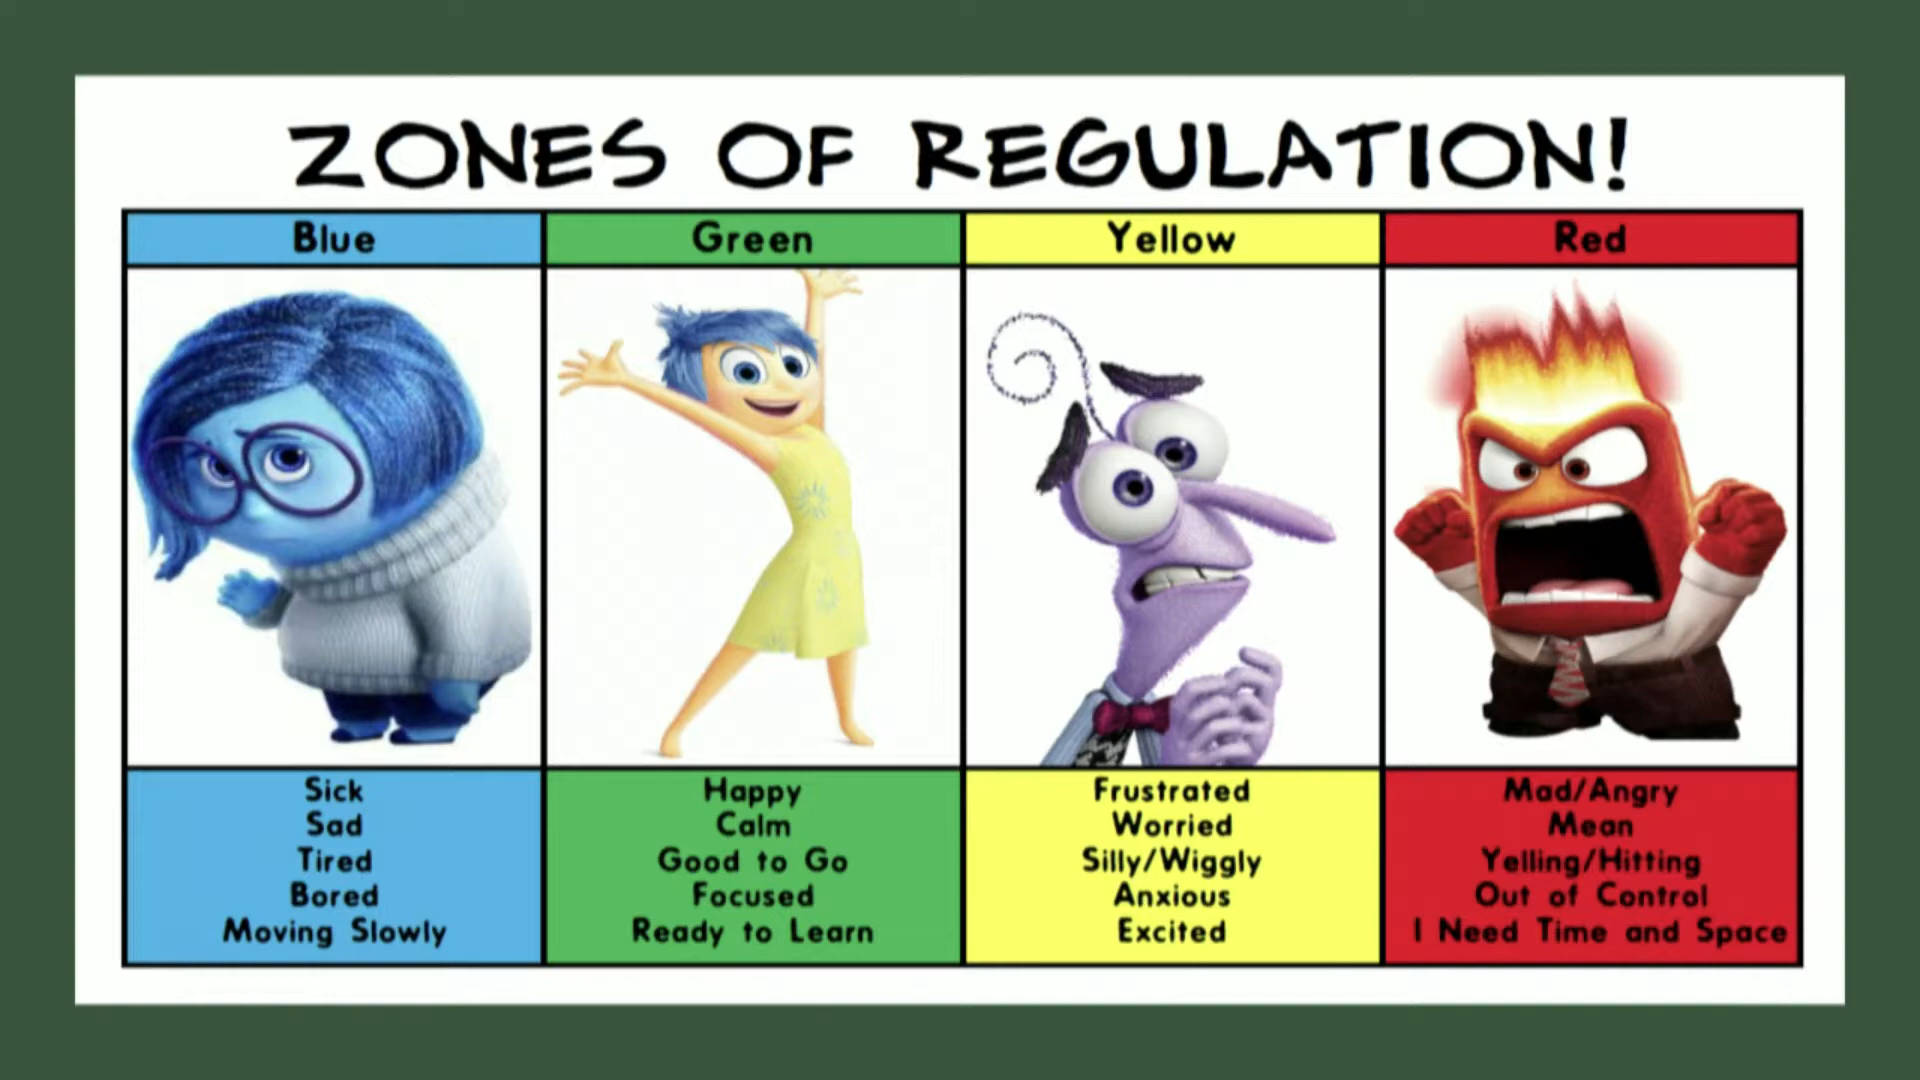 ZONES OF REGULATION!
Blue
Green
Yellow
Red
Sick
Sad
Tired
Bored
Moving Slowly
Happy
Calm
Good to Go
Focused
Ready to Learn
Frustrated
Worried
Silly/Wiggly
Anxious
Excited
Mad/Angry
Mean
Yelling/Hitting
Out of Control
I Need Time and Space